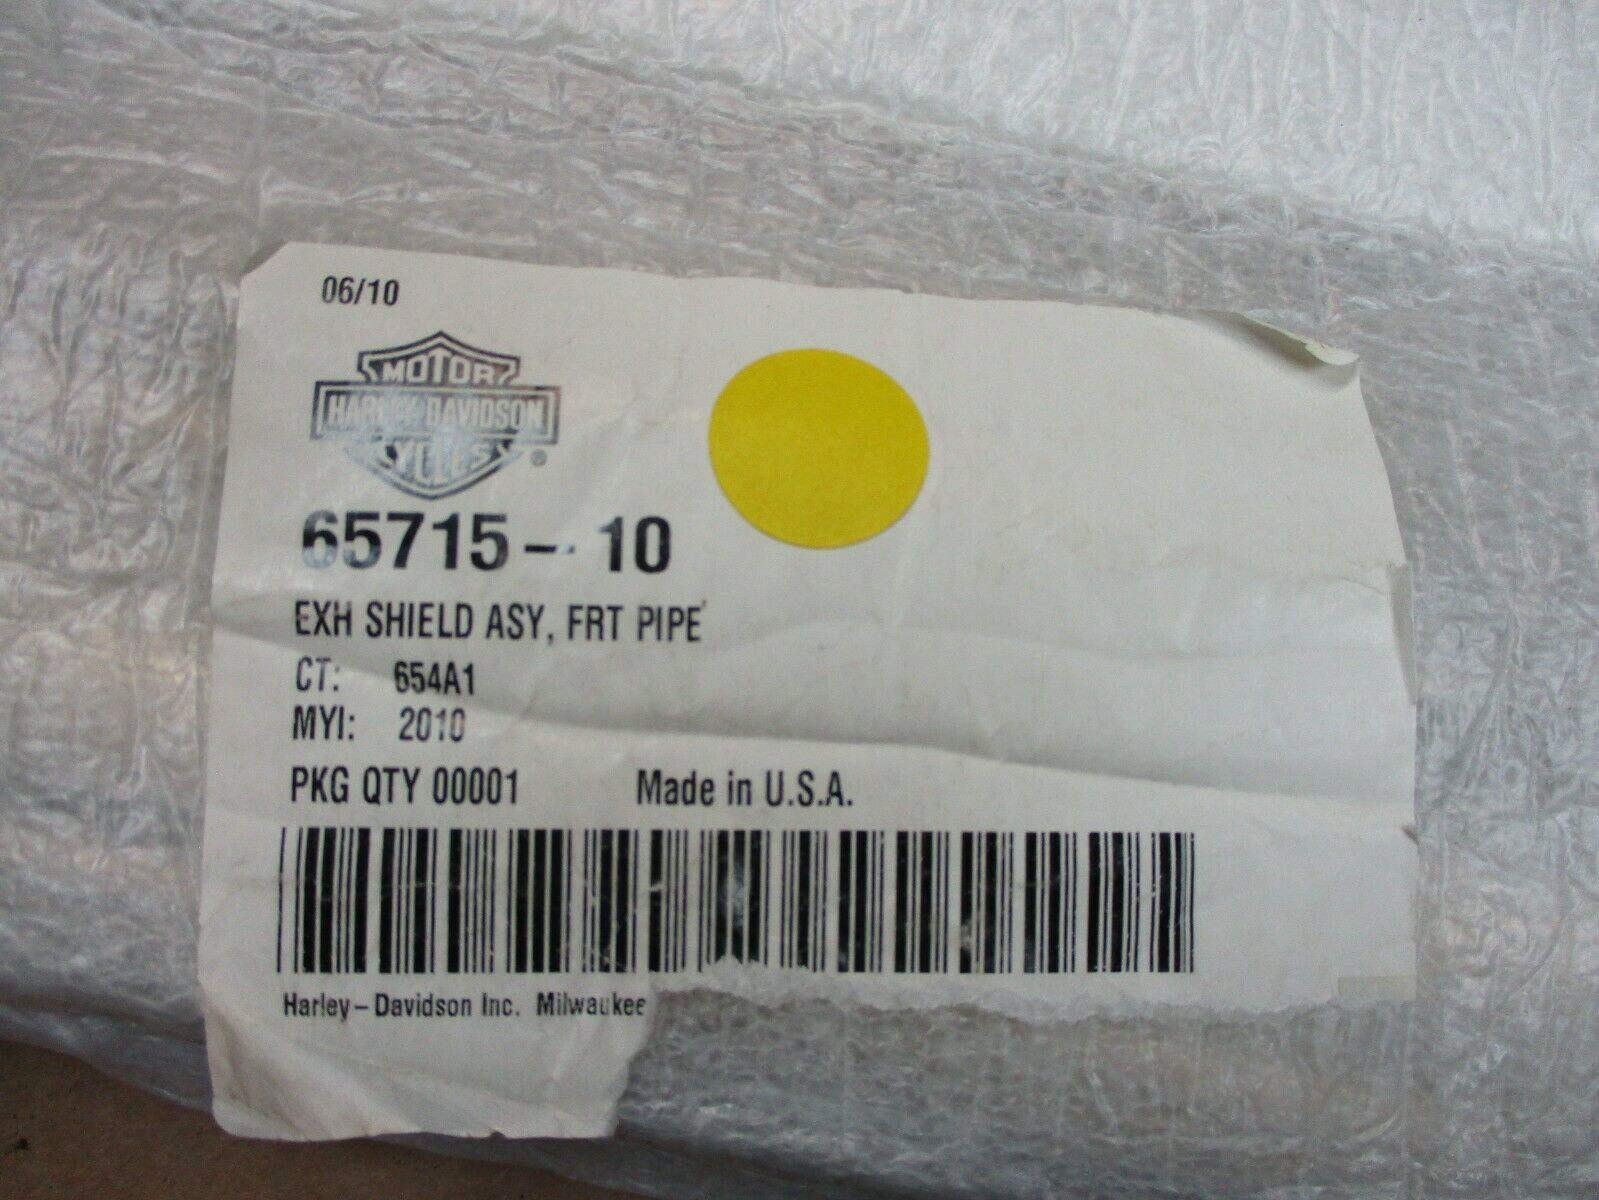 06/10
MOTOR
HARLEY-DAVIDSON
CYCLES ®
65715- 10
EXH SHIELD ASY, FRT PIPE
CT: 654A1
MYI: 2010
PKG QTY 00001 Made in U.S.A.
Harley-Davidson Inc. Milwaukee